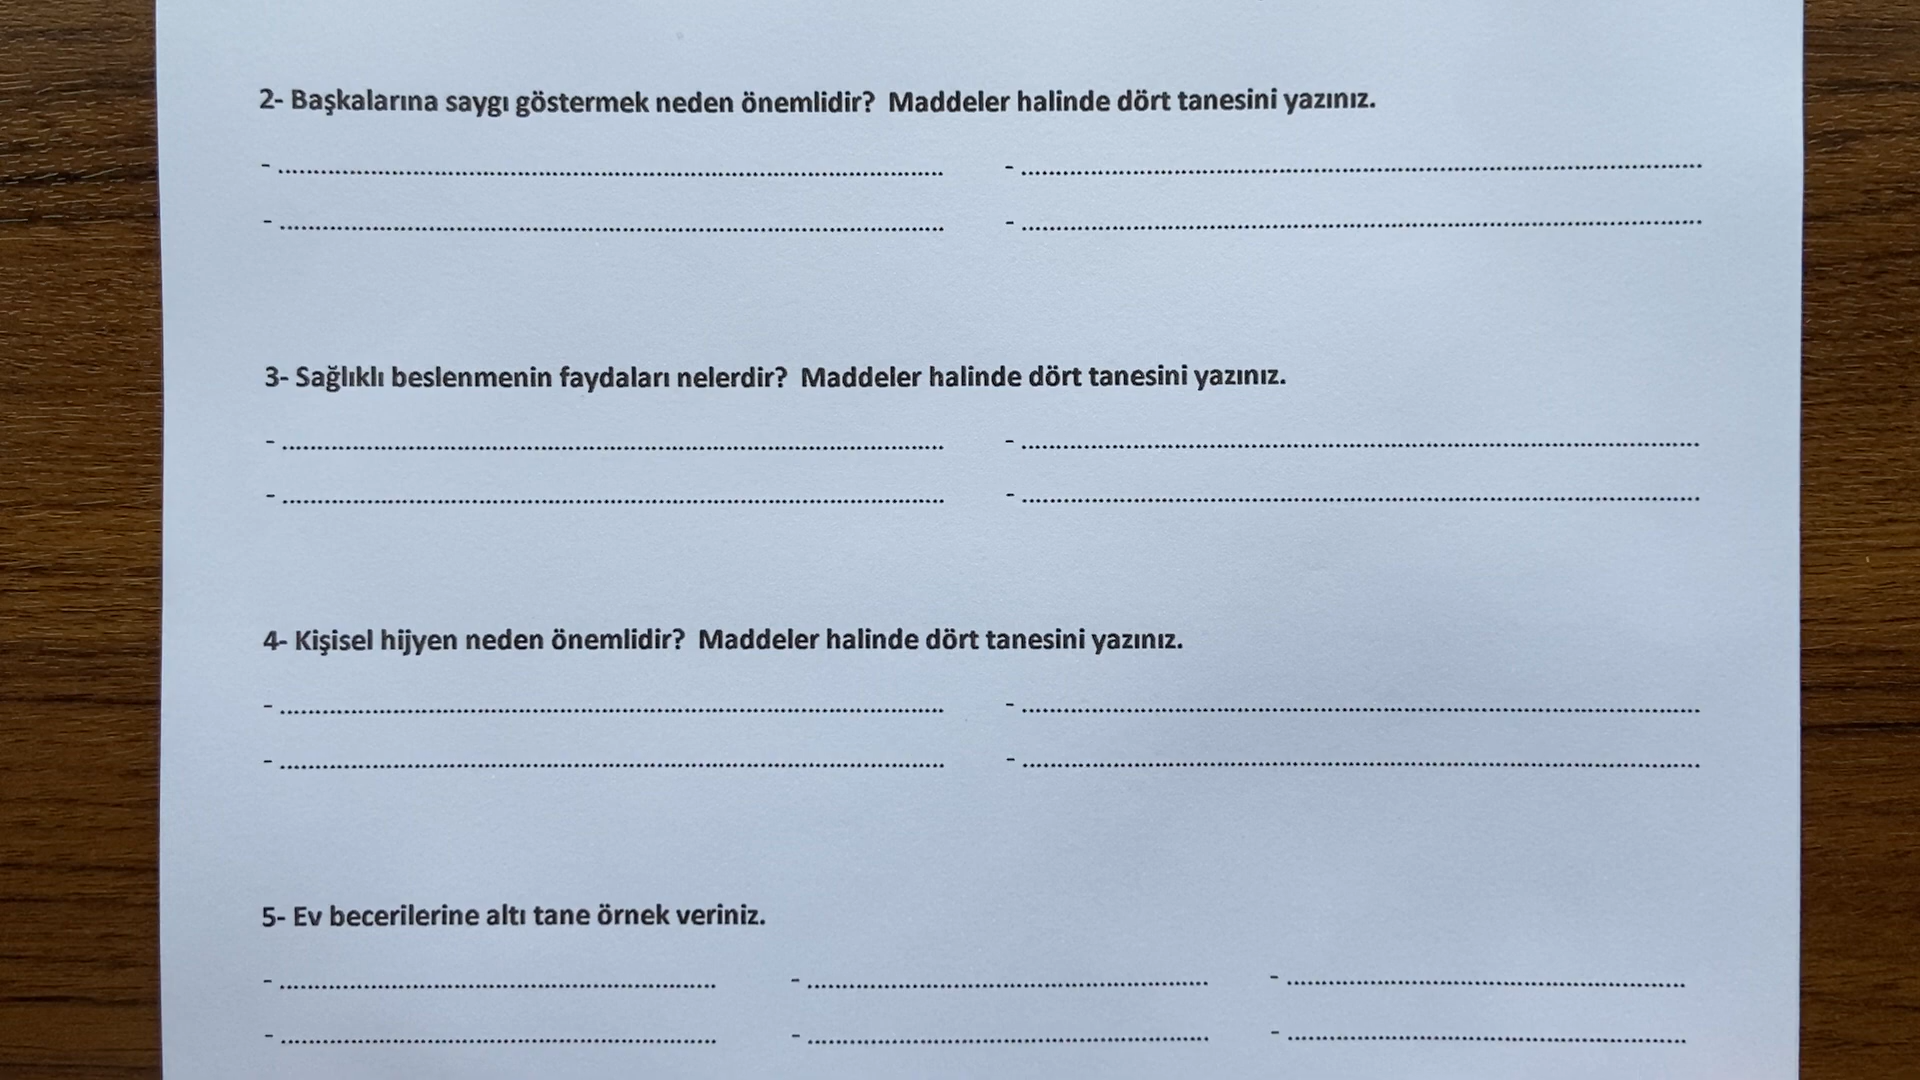 2- Başkalarına saygı göstermek neden önemlidir? Maddeler halinde dört tanesini yazınız.
- ........................................ - ........................................
- ........................................ - ........................................
3- Sağlıklı beslenmenin faydaları nelerdir? Maddeler halinde dört tanesini yazınız.
- ........................................ - ........................................
- ........................................ - ........................................
4- Kişisel hijyen neden önemlidir? Maddeler halinde dört tanesini yazınız.
- ........................................ - ........................................
- ........................................ - ........................................
5- Ev becerilerine altı tane örnek veriniz.
- ........................................ - ........................................ - ........................................
- ........................................ - ........................................ - ........................................